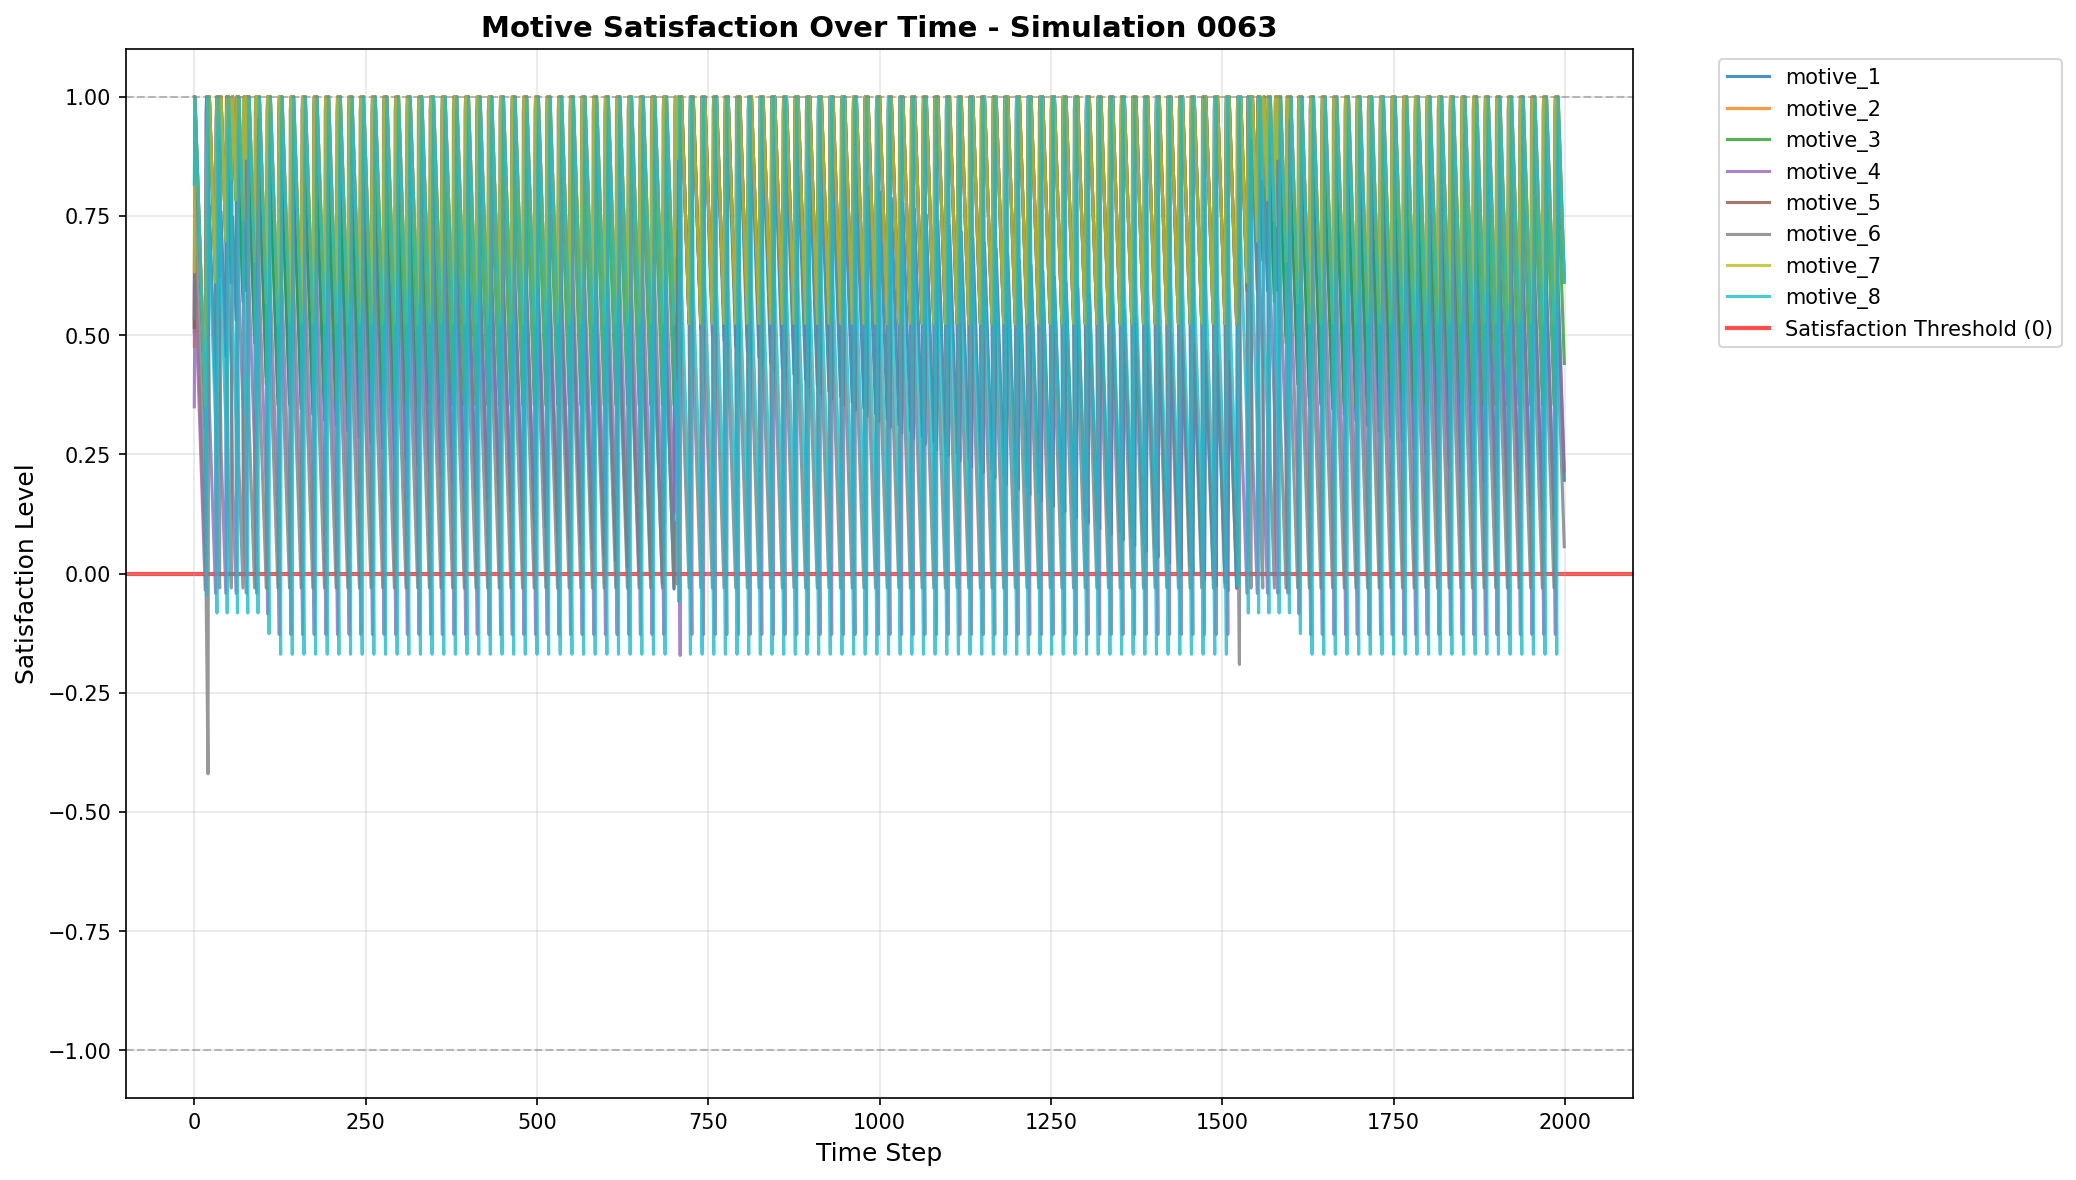 Motive Satisfaction Over Time - Simulation 0063
motive_1
motive_2
motive_3
motive_4
motive_5
motive_6
motive_7
motive_8
Satisfaction Threshold (0)
Satisfaction Level
1.00
0.75
0.50
0.25
0.00
−0.25
−0.50
−0.75
−1.00
0 250 500 750 1000 1250 1500 1750 2000
Time Step